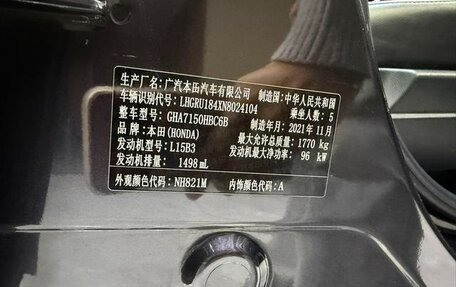 生产厂名：广汽本田汽车有限公司 制造国：中华人民共和国
车辆识别代号：LHGRU184XN8024104 乘坐人数：5
整车型号：GHA7150HBC6B 制造年月：2021年11月
品牌：本田(HONDA) 最大允许总质量：1770 kg
发动机型号：L15B3 发动机最大净功率：96 kW
发动机排量：1498 mL
外观颜色代码：NH821M 内饰颜色代码：A